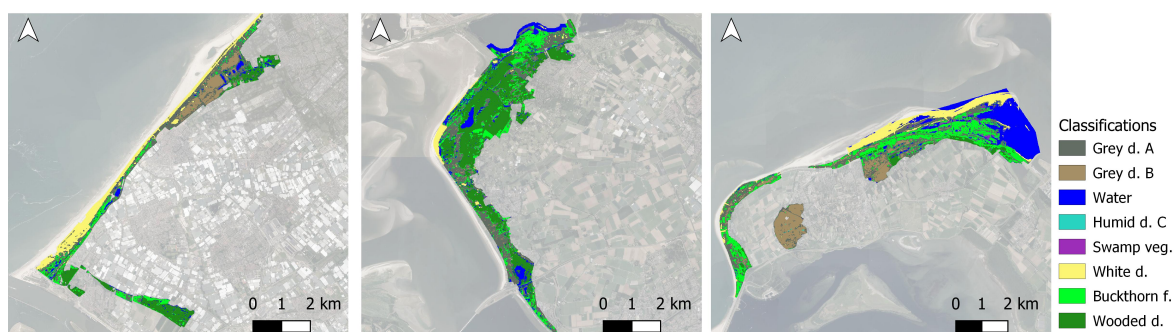 Classifications
Grey d. A
Grey d. B
Water
Humid d. C
Swamp veg.
White d.
Buckthorn f.
Wooded d.
0 1 2 km
0 1 2 km
0 1 2 km